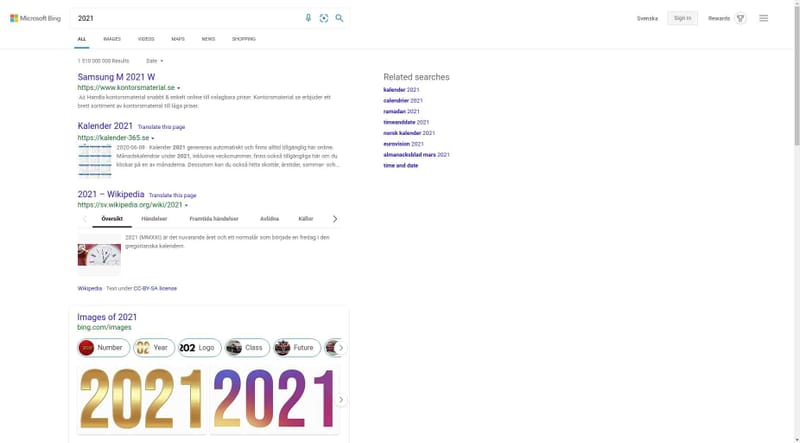 Microsoft Bing
2021
Svenska
Sign In
Rewards
ALL
IMAGES
VIDEOS
MAPS
NEWS
SHOPPING
1 510 000 000 Results
Date
Samsung M 2021 W
https://www.kontorsmaterial.se
Ad Handla kontorsmaterial snabbt & enkelt online till oslagbara priser. Kontorsmaterial.se erbjuder ett
brett sortiment av kontorsmaterial till låga priser.
Kalender 2021 Translate this page
https://kalender-365.se
2020-06-08 · Kalender 2021 genereras automatiskt och finns alltid tillgänglig här online.
Månadskalendrar under 2021, inklusive veckonummer, finns också tillgängliga här om du
klickar på en av månaderna. Dessutom kan du också hitta skottår, årstider, sommar- och...
2021 – Wikipedia Translate this page
https://sv.wikipedia.org/wiki/2021
Översikt
Händelser
Framtida händelser
Avlidna
Källor
2021 (MMXXI) är det nuvarande året och ett normalår som började en fredag i den
gregorianska kalendern.
Wikipedia · Text under CC-BY-SA license
Images of 2021
bing.com/images
Number
Year
Logo
Class
Future
2021
2021
Related searches
kalender 2021
calendrier 2021
ramadan 2021
timeanddate 2021
norsk kalender 2021
eurovision 2021
almanacksblad mars 2021
time and date